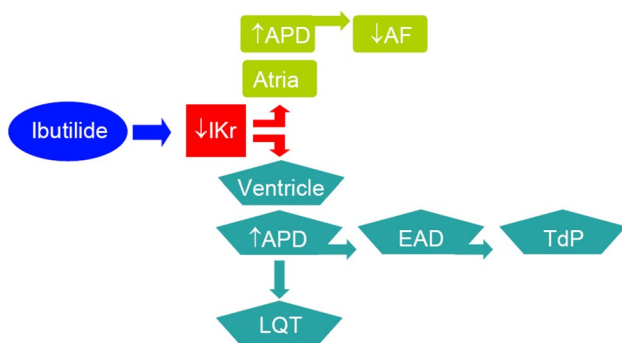 ↑APD
↓AF
Atria
Ibutilide
↓IKr
Ventricle
↑APD
EAD
TdP
LQT